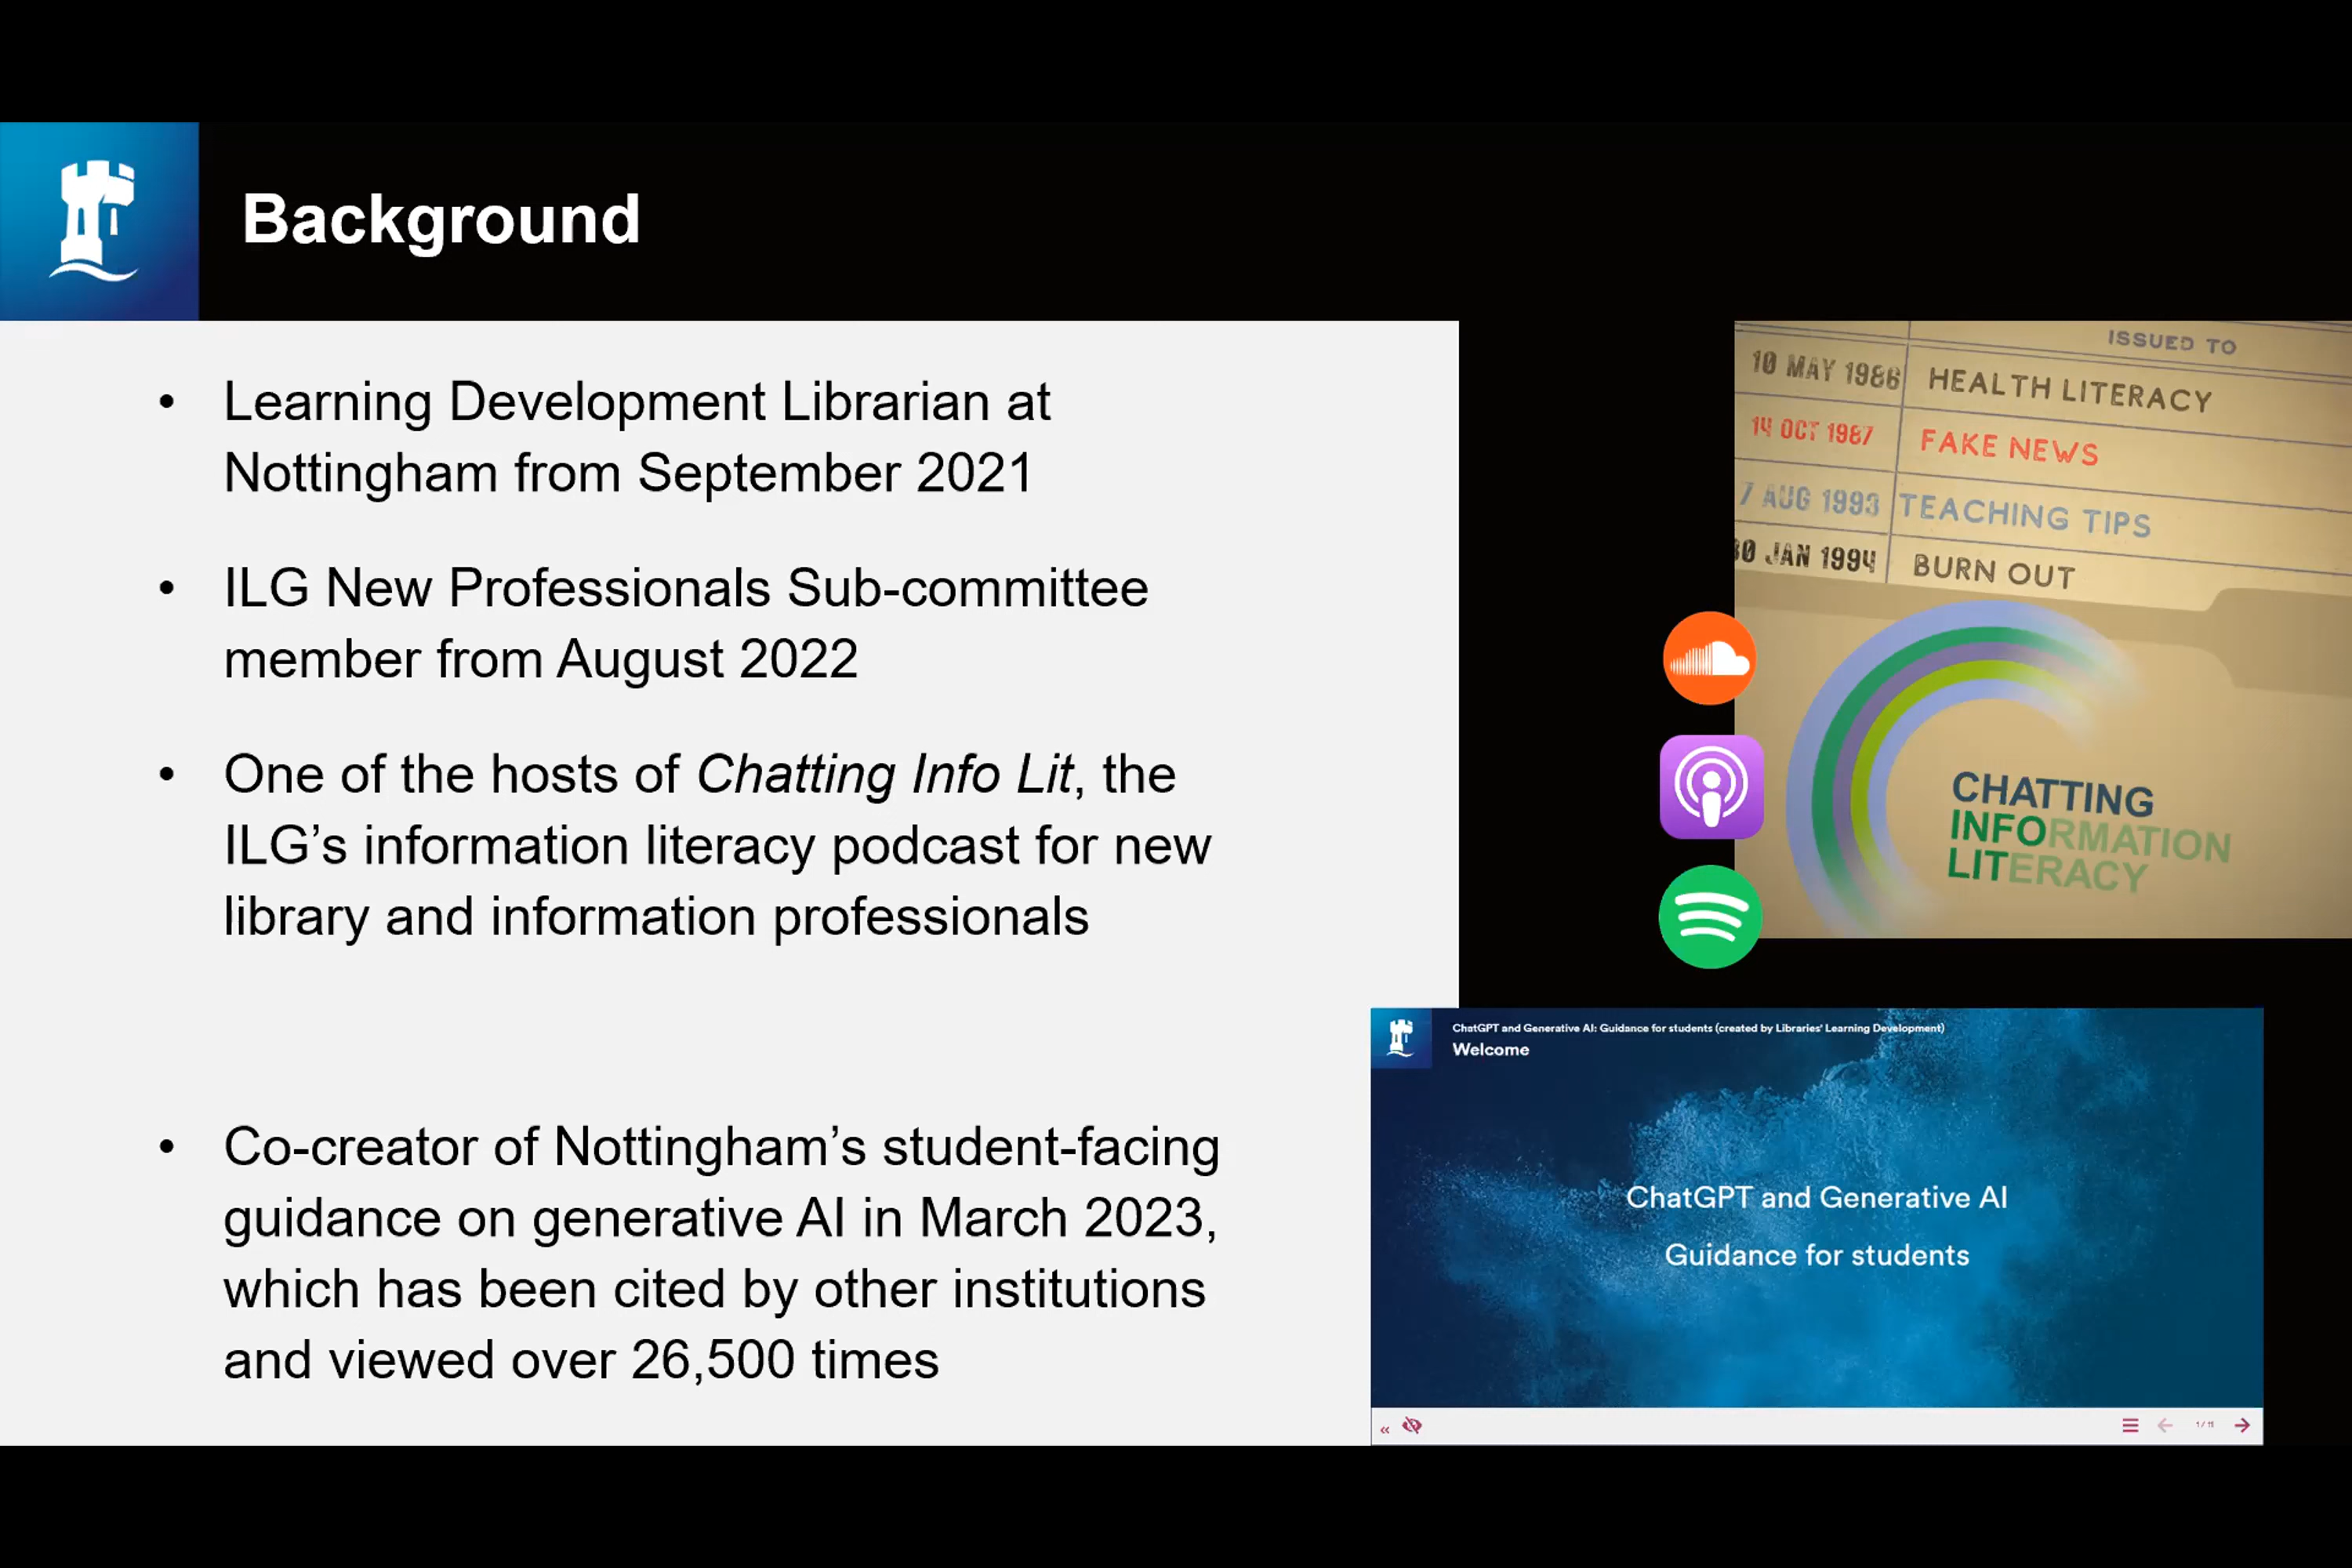 Background
• Learning Development Librarian at
Nottingham from September 2021
• ILG New Professionals Sub-committee
member from August 2022
• One of the hosts of Chatting Info Lit, the
ILG’s information literacy podcast for new
library and information professionals
• Co-creator of Nottingham’s student-facing
guidance on generative AI in March 2023,
which has been cited by other institutions
and viewed over 26,500 times
ISSUED TO
10 MAY 1986 HEALTH LITERACY
14 OCT 1987 FAKE NEWS
7 AUG 1993 TEACHING TIPS
30 JAN 1994 BURN OUT
CHATTING
INFORMATION
LITERACY
ChatGPT and Generative AI: Guidance for students (created by Libraries' Learning Development)
Welcome
ChatGPT and Generative AI
Guidance for students